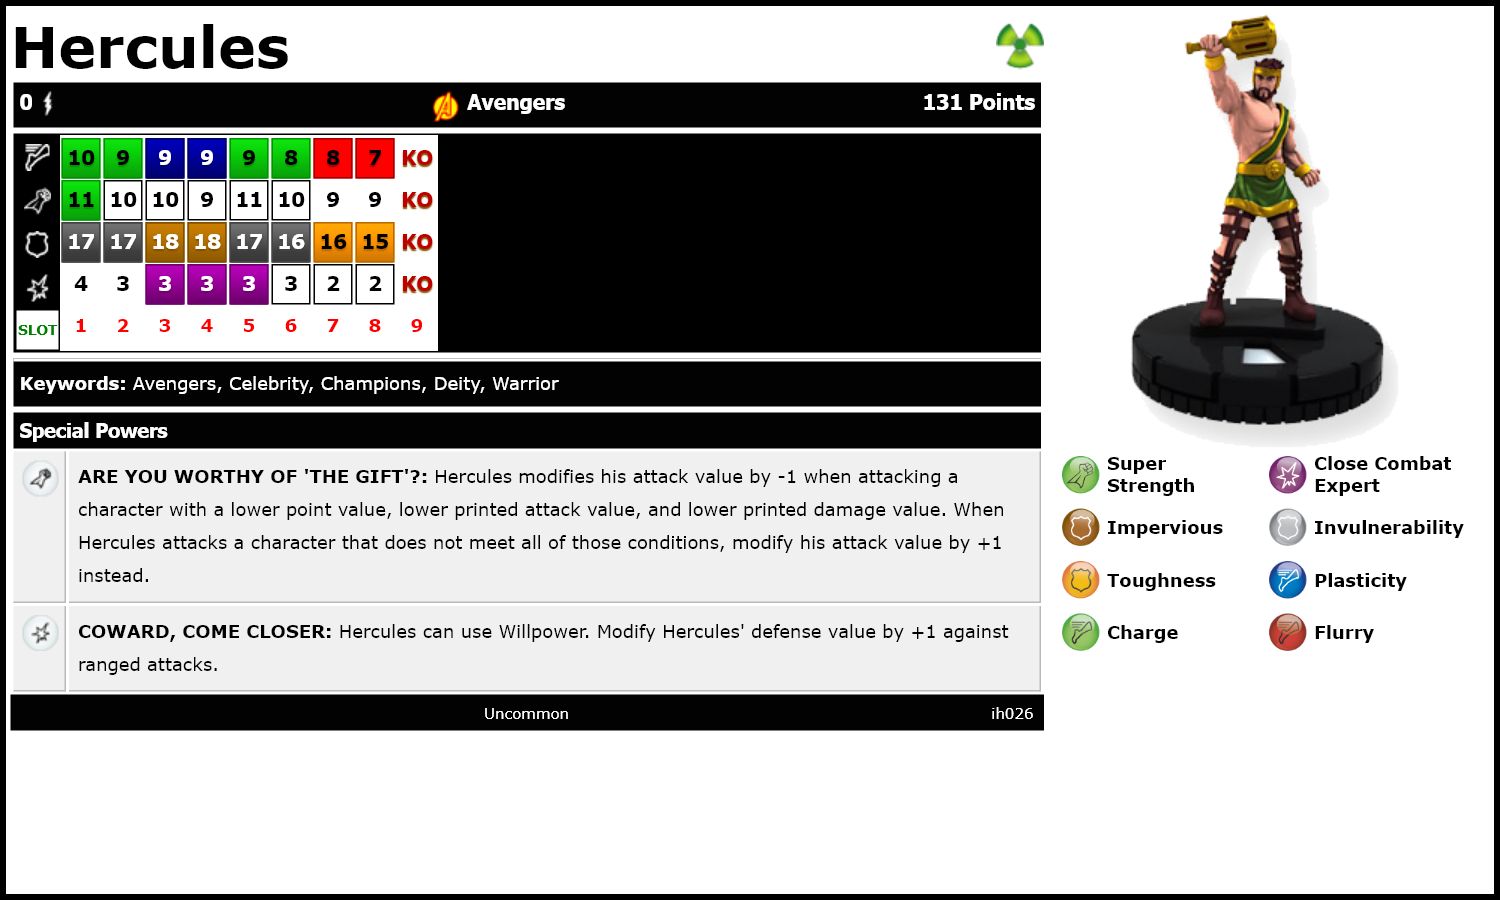 Hercules
0 Avengers 131 Points
10 9 9 9 9 8 8 7 KO
11 10 10 9 11 10 9 9 KO
17 17 18 18 17 16 16 15 KO
4 3 3 3 3 3 2 2 KO
SLOT 1 2 3 4 5 6 7 8 9
Keywords: Avengers, Celebrity, Champions, Deity, Warrior
Special Powers
ARE YOU WORTHY OF 'THE GIFT'?: Hercules modifies his attack value by -1 when attacking a
character with a lower point value, lower printed attack value, and lower printed damage value. When
Hercules attacks a character that does not meet all of those conditions, modify his attack value by +1
instead.
COWARD, COME CLOSER: Hercules can use Willpower. Modify Hercules' defense value by +1 against
ranged attacks.
Uncommon ih026
Super
Strength
Close Combat
Expert
Impervious Invulnerability
Toughness Plasticity
Charge Flurry